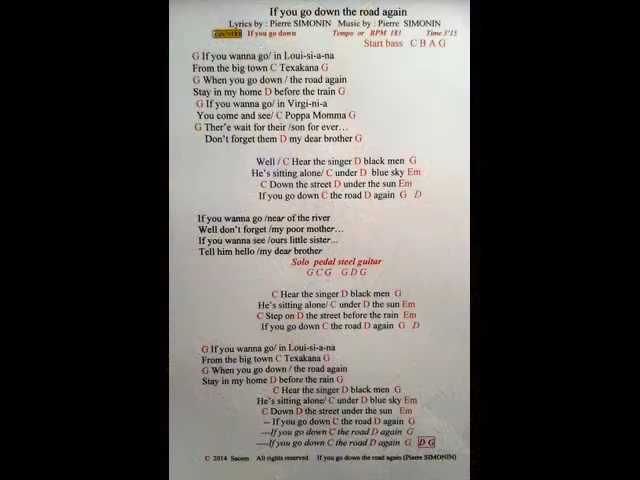 If you go down the road again
Lyrics by : Pierre SIMONIN Music by : Pierre SIMONIN
COUNTRY If you go down Tempo or BPM 183 Time 3'15
Start bass C B A G
G If you wanna go/ in Loui-si-a-na
From the big town C Texakana G
G When you go down / the road again
Stay in my home D before the train G
G If you wanna go/ in Virgi-ni-a
You come and see/ C Poppa Momma G
G Ther'e wait for their /son for ever…
Don't forget them D my dear brother G
Well / C Hear the singer D black men G
He's sitting alone/ C under D blue sky Em
C Down the street D under the sun Em
If you go down C the road D again G D
If you wanna go /near of the river
Well don't forget /my poor mother…
If you wanna see /ours little sister...
Tell him hello /my dear brother
Solo pedal steel guitar
G C G G D G
C Hear the singer D black men G
He's sitting alone/ C under D the sun Em
C Step on D the street before the rain Em
If you go down C the road D again G D
G If you wanna go/ in Loui-si-a-na
From the big town C Texakana G
G When you go down / the road again
Stay in my home D before the rain G
C Hear the singer D black men G
He's sitting alone/ C under D blue sky Em
C Down D the street under the sun Em
-- If you go down C the road D again G
---If you go down C the road D again G
----If you go down C the road D again G D G
C. 2014 Sacem All rights reserved If you go down the road again (Pierre SIMONIN)